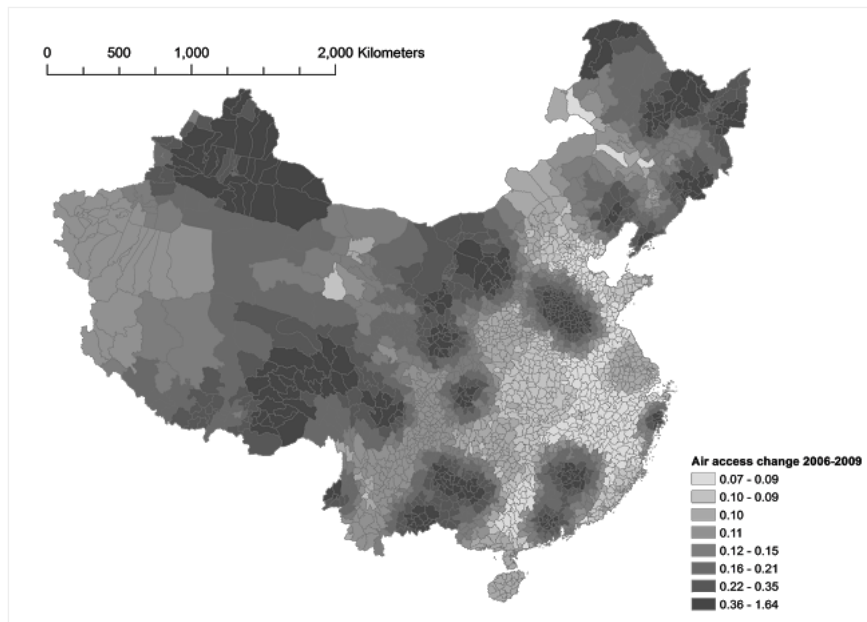 0 500 1,000 2,000 Kilometers
Air access change 2006-2009
0.07 - 0.09
0.10 - 0.09
0.10
0.11
0.12 - 0.15
0.16 - 0.21
0.22 - 0.35
0.36 - 1.64